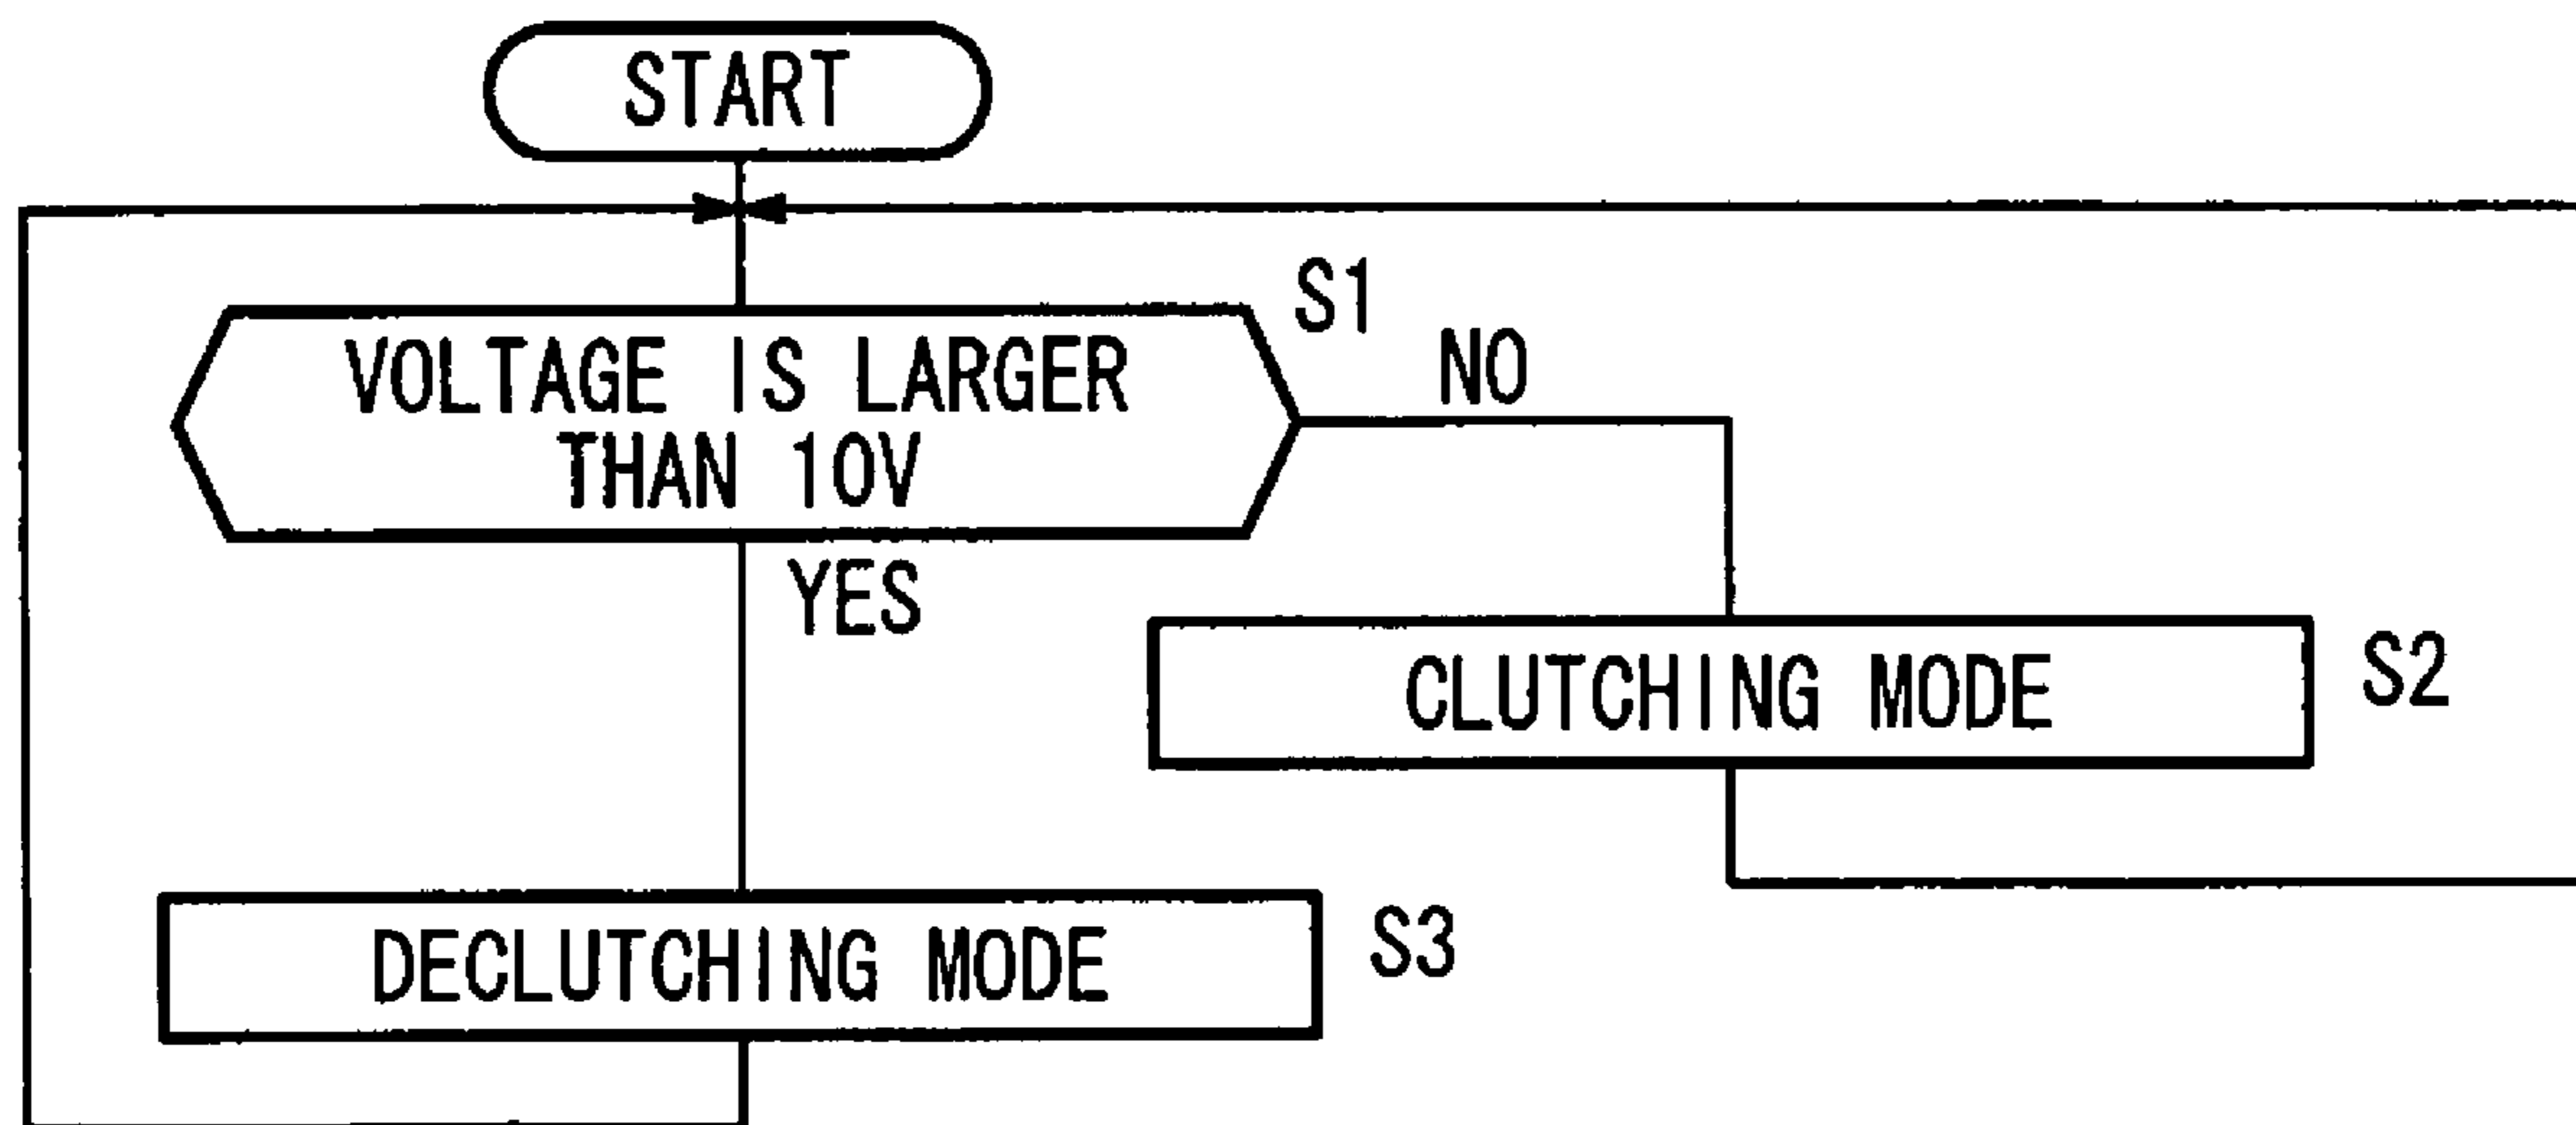 START
S1
VOLTAGE IS LARGER
THAN 10V
NO
YES
CLUTCHING MODE
S2
DECLUTCHING MODE
S3